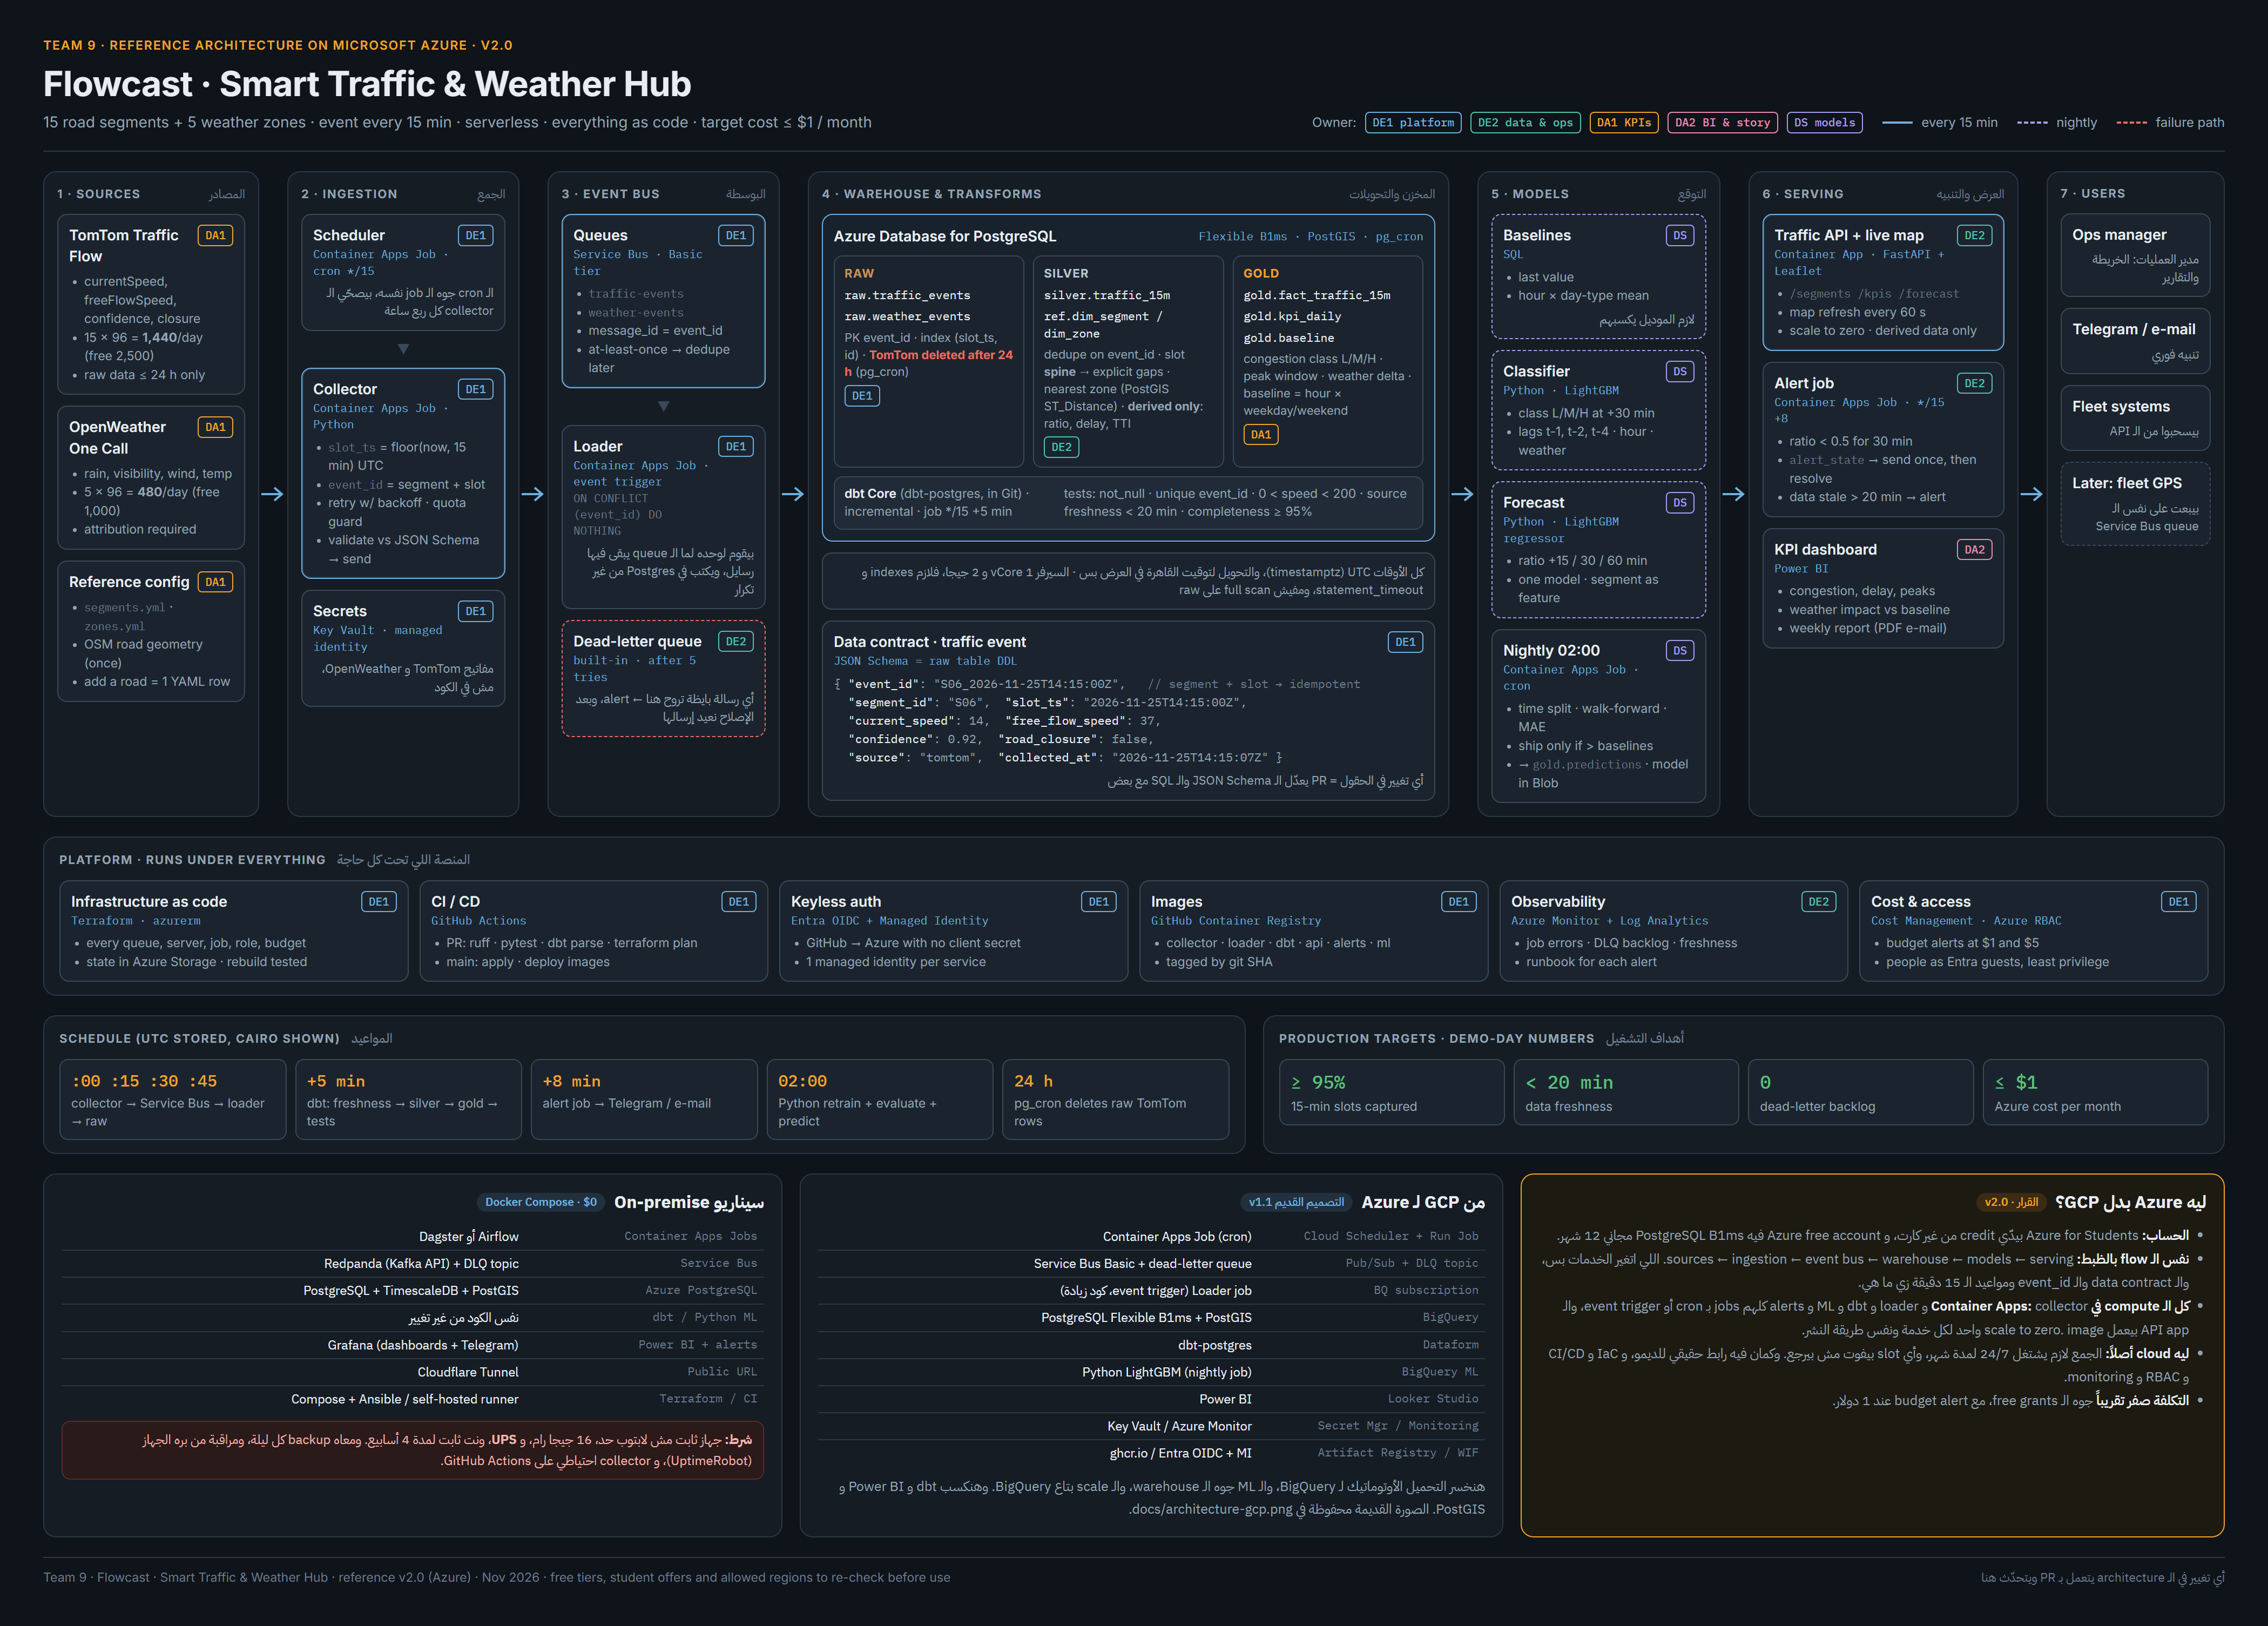 TEAM 9 · REFERENCE ARCHITECTURE ON MICROSOFT AZURE · V2.0
Flowcast · Smart Traffic & Weather Hub
15 road segments + 5 weather zones · event every 15 min · serverless · everything as code · target cost ≤ $1 / month
Owner: DE1 platform DE2 data & ops DA1 KPIs DA2 BI & story DS models every 15 min nightly failure path
1 · SOURCES المصادر
TomTom Traffic Flow DA1
• currentSpeed, freeFlowSpeed, confidence, closure
• 15 × 96 = 1,440/day (free 2,500)
• raw data ≤ 24 h only
OpenWeather One Call DA1
• rain, visibility, wind, temp
• 5 × 96 = 480/day (free 1,000)
• attribution required
Reference config DA1
• segments.yml · zones.yml
• OSM road geometry (once)
• add a road = 1 YAML row
2 · INGESTION الجمع
Scheduler DE1
Container Apps Job · cron */15
الـ cron جوه الـ job نفسه، بيصحّي الـ collector كل ربع ساعة
Collector DE1
Container Apps Job · Python
• slot_ts = floor(now, 15 min) UTC
• event_id = segment + slot
• retry w/ backoff · quota guard
• validate vs JSON Schema → send
Secrets DE1
Key Vault · managed identity
مفاتيح TomTom و OpenWeather، مش في الكود
3 · EVENT BUS البوسطة
Queues DE1
Service Bus · Basic tier
• traffic-events
• weather-events
• message_id = event_id
• at-least-once → dedupe later
Loader DE1
Container Apps Job · event trigger
ON CONFLICT (event_id) DO NOTHING
بيقوم لوحده لما الـ queue يبقى فيها رسايل، ويكتب في Postgres من غير تكرار
Dead-letter queue DE2
built-in · after 5 tries
أي رسالة بايظة تروح هنا ← alert، وبعد الإصلاح نعيد إرسالها
4 · WAREHOUSE & TRANSFORMS المخزن والتحويلات
Azure Database for PostgreSQL Flexible B1ms · PostGIS · pg_cron
RAW
raw.traffic_events
raw.weather_events
PK event_id · index (slot_ts, id) · TomTom deleted after 24 h (pg_cron)
DE1
SILVER
silver.traffic_15m
ref.dim_segment / dim_zone
dedupe on event_id · slot spine → explicit gaps · nearest zone (PostGIS ST_Distance) · derived only: ratio, delay, TTI
DE2
GOLD
gold.fact_traffic_15m
gold.kpi_daily
gold.baseline
congestion class L/M/H · peak window · weather delta · baseline = hour × weekday/weekend
DA1
dbt Core (dbt-postgres, in Git) · incremental · job */15 +5 min
tests: not_null · unique event_id · 0 < speed < 200 · source freshness < 20 min · completeness ≥ 95%
كل الأوقات UTC (timestamptz)، والتحويل لتوقيت القاهرة في العرض بس · السيرفر 1 vCore و 2 جيجا، فلازم indexes و statement_timeout، ومفيش full scan على raw
Data contract · traffic event DE1
JSON Schema = raw table DDL
{ "event_id": "S06_2026-11-25T14:15:00Z", // segment + slot → idempotent
"segment_id": "S06", "slot_ts": "2026-11-25T14:15:00Z",
"current_speed": 14, "free_flow_speed": 37,
"confidence": 0.92, "road_closure": false,
"source": "tomtom", "collected_at": "2026-11-25T14:15:07Z" }
أي تغيير في الحقول = PR يعدّل الـ JSON Schema والـ SQL مع بعض
5 · MODELS التوقع
Baselines DS
SQL
• last value
• hour × day-type mean
لازم الموديل يكسبهم
Classifier DS
Python · LightGBM
• class L/M/H at +30 min
• lags t-1, t-2, t-4 · hour · weather
Forecast DS
Python · LightGBM regressor
• ratio +15 / 30 / 60 min
• one model · segment as feature
Nightly 02:00 DS
Container Apps Job · cron
• time split · walk-forward · MAE
• ship only if > baselines
• → gold.predictions · model in Blob
6 · SERVING العرض والتنبيه
Traffic API + live map DE2
Container App · FastAPI + Leaflet
• /segments /kpis /forecast
• map refresh every 60 s
• scale to zero · derived data only
Alert job DE2
Container Apps Job · */15 +8
• ratio < 0.5 for 30 min
• alert_state → send once, then resolve
• data stale > 20 min → alert
KPI dashboard DA2
Power BI
• congestion, delay, peaks
• weather impact vs baseline
• weekly report (PDF e-mail)
7 · USERS
Ops manager
مدير العمليات: الخريطة والتقارير
Telegram / e-mail
تنبيه فوري
Fleet systems
بيسحبوا من الـ API
Later: fleet GPS
بيبعت على نفس الـ Service Bus queue
PLATFORM · RUNS UNDER EVERYTHING المنصة اللي تحت كل حاجة
Infrastructure as code DE1
Terraform · azurerm
• every queue, server, job, role, budget
• state in Azure Storage · rebuild tested
CI / CD DE1
GitHub Actions
• PR: ruff · pytest · dbt parse · terraform plan
• main: apply · deploy images
Keyless auth DE1
Entra OIDC + Managed Identity
• GitHub → Azure with no client secret
• 1 managed identity per service
Images DE1
GitHub Container Registry
• collector · loader · dbt · api · alerts · ml
• tagged by git SHA
Observability DE2
Azure Monitor + Log Analytics
• job errors · DLQ backlog · freshness
• runbook for each alert
Cost & access DE1
Cost Management · Azure RBAC
• budget alerts at $1 and $5
• people as Entra guests, least privilege
SCHEDULE (UTC STORED, CAIRO SHOWN) المواعيد
:00 :15 :30 :45
collector → Service Bus → loader → raw
+5 min
dbt: freshness → silver → gold → tests
+8 min
alert job → Telegram / e-mail
02:00
Python retrain + evaluate + predict
24 h
pg_cron deletes raw TomTom rows
PRODUCTION TARGETS · DEMO-DAY NUMBERS أهداف التشغيل
≥ 95%
15-min slots captured
< 20 min
data freshness
0
dead-letter backlog
≤ $1
Azure cost per month
سيناريو On-premise Docker Compose · $0
Container Apps Jobs Dagster أو Airflow
Service Bus Redpanda (Kafka API) + DLQ topic
Azure PostgreSQL PostgreSQL + TimescaleDB + PostGIS
dbt / Python ML نفس الكود من غير تغيير
Power BI + alerts Grafana (dashboards + Telegram)
Public URL Cloudflare Tunnel
Terraform / CI Compose + Ansible / self-hosted runner
شرط: جهاز ثابت مش لابتوب حد، 16 جيجا رام، و UPS، ونت ثابت لمدة 4 أسابيع. ومعاه backup كل ليلة، ومراقبة من بره الجهاز (UptimeRobot)، و collector احتياطي على GitHub Actions.
من GCP لـ Azure التصميم القديم v1.1
Cloud Scheduler + Run Job Container Apps Job (cron)
Pub/Sub + DLQ topic Service Bus Basic + dead-letter queue
BQ subscription Loader job (event trigger، كود زيادة)
BigQuery PostgreSQL Flexible B1ms + PostGIS
Dataform dbt-postgres
BigQuery ML Python LightGBM (nightly job)
Looker Studio Power BI
Secret Mgr / Monitoring Key Vault / Azure Monitor
Artifact Registry / WIF ghcr.io / Entra OIDC + MI
هنخسر التحميل الأوتوماتيك لـ BigQuery، والـ ML جوه الـ warehouse، والـ scale بتاع BigQuery. وهنكسب dbt و Power BI و PostGIS. الصورة القديمة محفوظة في docs/architecture-gcp.png.
ليه Azure بدل GCP؟ القرار · v2.0
• الحساب: Azure for Students بيدّي credit من غير كارت، و Azure free account فيه PostgreSQL B1ms مجاني 12 شهر.
• نفس الـ flow بالظبط: sources ← ingestion ← event bus ← warehouse ← models ← serving. اللي اتغير الخدمات بس، والـ data contract والـ event_id ومواعيد الـ 15 دقيقة زي ما هي.
• كل الـ compute في Container Apps: collector و loader و dbt و ML و alerts كلهم jobs بـ cron أو event trigger، والـ API app بيعمل scale to zero. image واحد لكل خدمة ونفس طريقة النشر.
• ليه cloud أصلاً: الجمع لازم يشتغل 24/7 لمدة شهر، وأي slot بيفوت مش بيرجع. وكمان فيه رابط حقيقي للديمو، و IaC و CI/CD و RBAC و monitoring.
• التكلفة صفر تقريباً جوه الـ free grants، مع budget alert عند 1 دولار.
Team 9 · Flowcast · Smart Traffic & Weather Hub · reference v2.0 (Azure) · Nov 2026 · free tiers, student offers and allowed regions to re-check before use
أي تغيير في الـ architecture يتعمل بـ PR ويتحدّث هنا